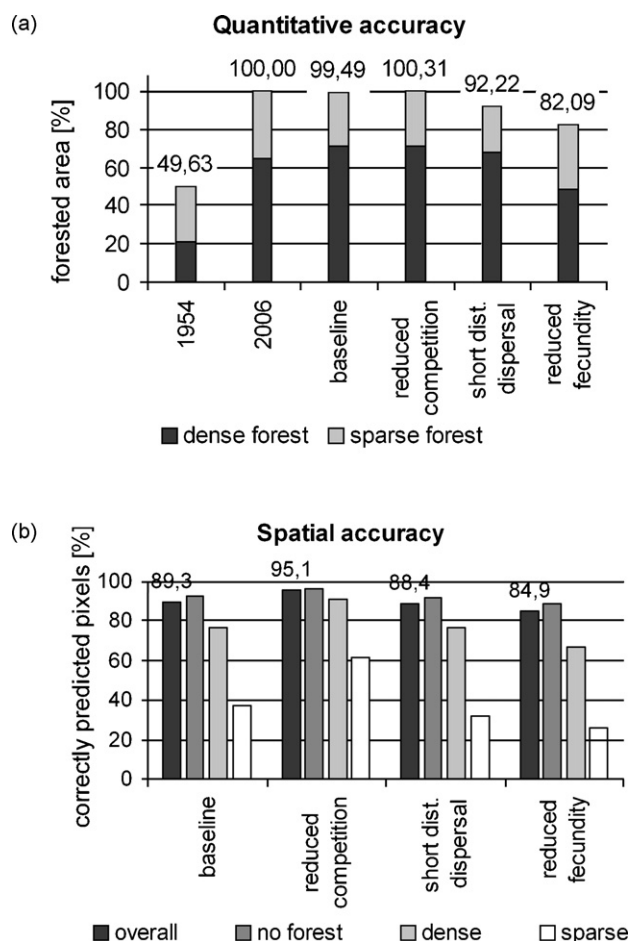 (a)
Quantitative accuracy
forested area [%]
100
80
60
40
20
0
49,63
100,00
99,49
100,31
92,22
82,09
1954
2006
baseline
reduced
competition
short dist.
dispersal
reduced
fecundity
dense forest
sparse forest
(b)
Spatial accuracy
correctly predicted pixels [%]
100
80
60
40
20
0
89,3
95,1
88,4
84,9
baseline
reduced
competition
short dist.
dispersal
reduced
fecundity
overall
no forest
dense
sparse